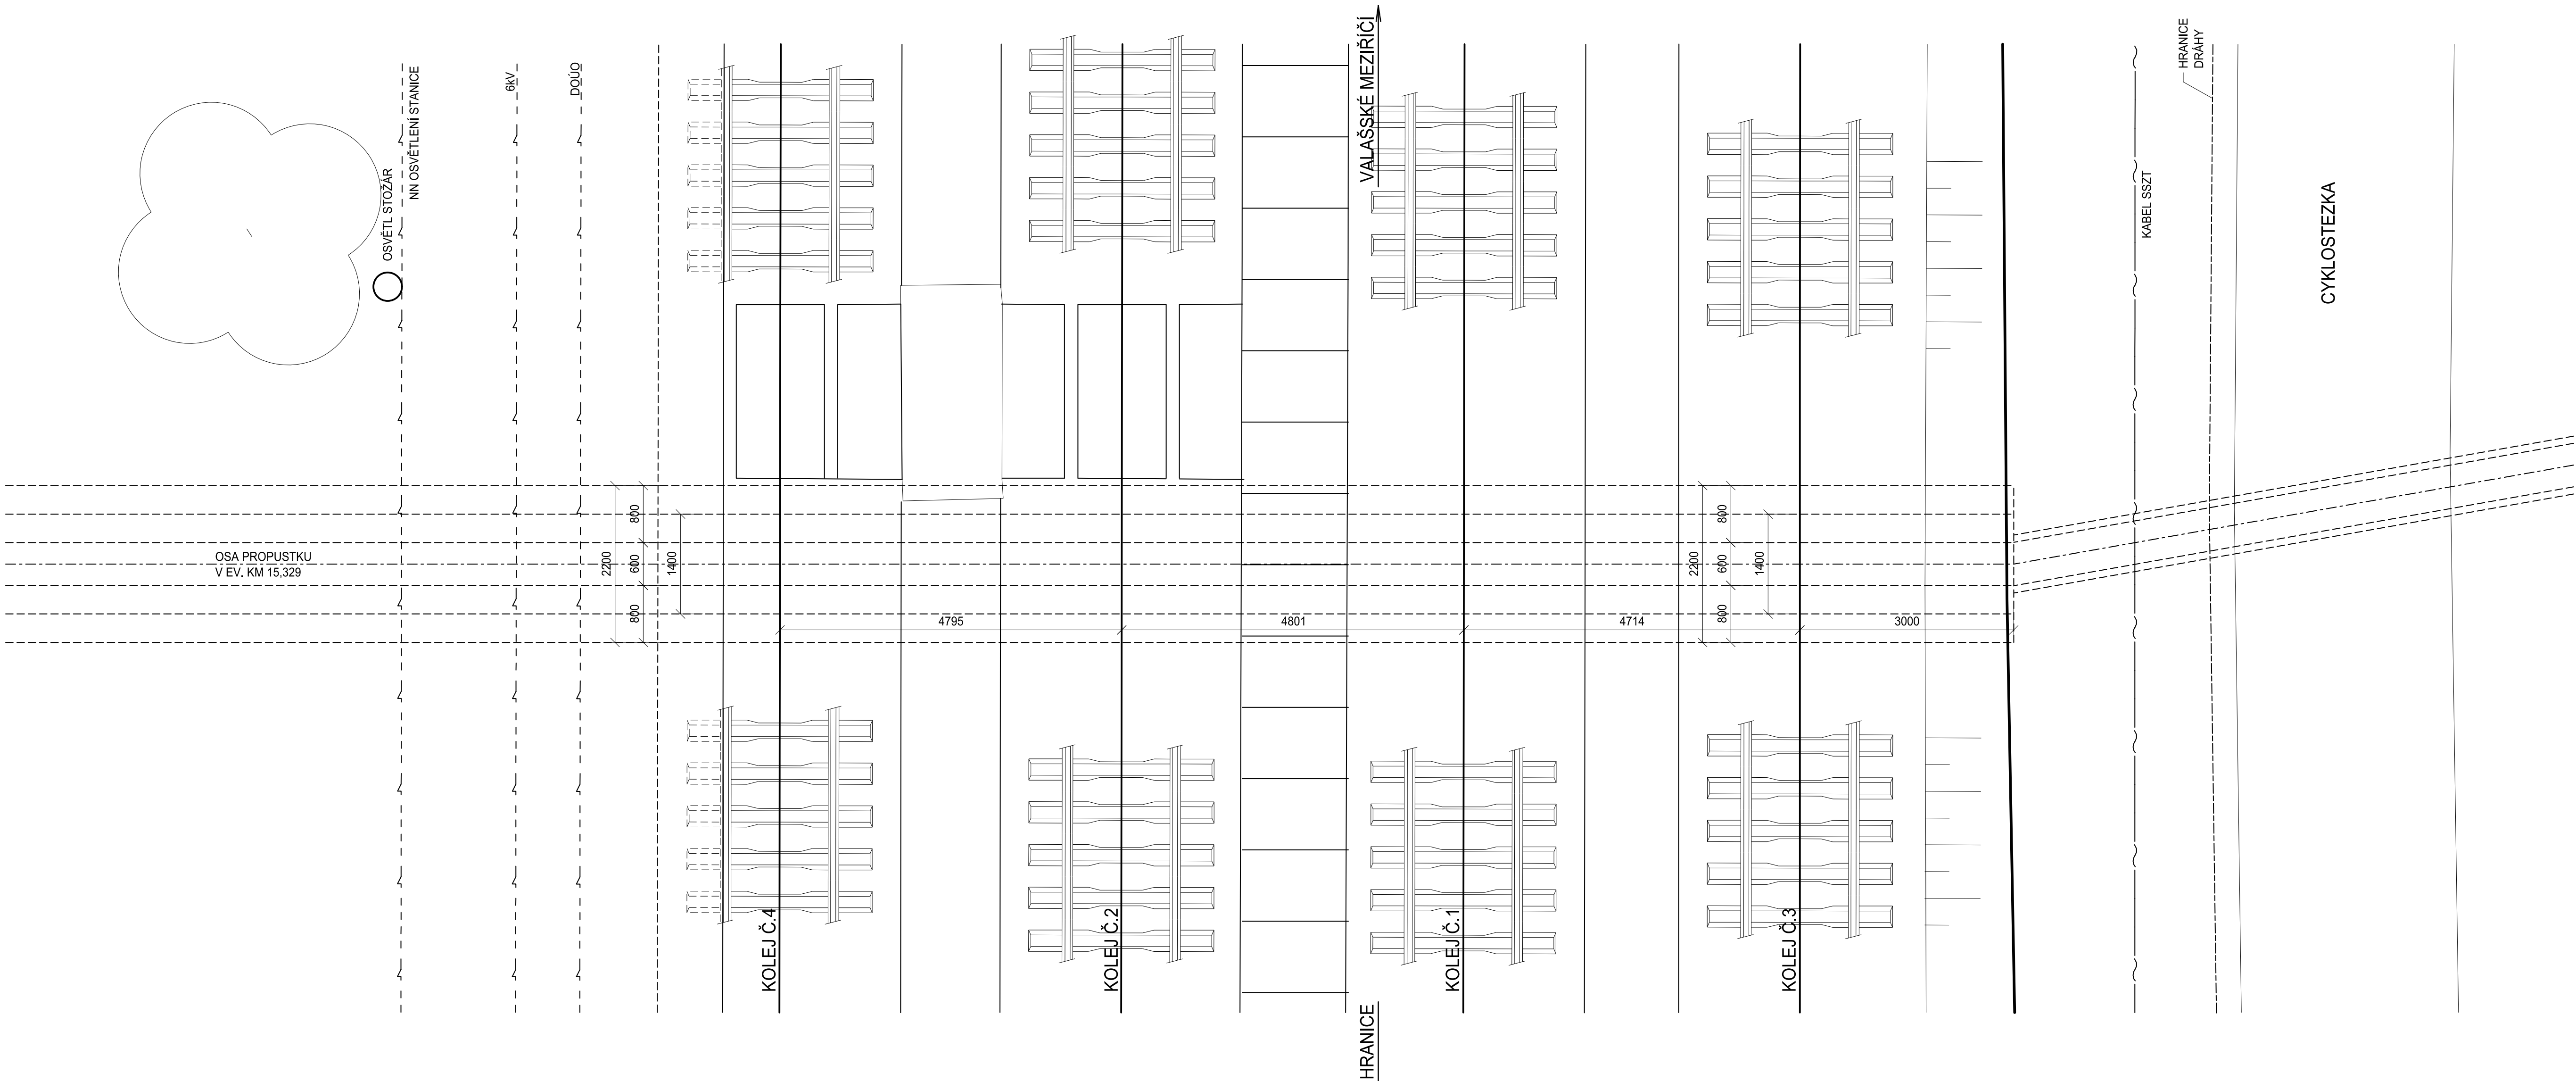 VALAŠSKÉ MEZIŘÍČÍ
HRANICE
DRÁHY
NN OSVĚTLENÍ STANICE
6kV
DOÚO
OSVĚTL STOŽÁR
KABEL SSZT
CYKLOSTEZKA
OSA PROPUSTKU
V EV. KM 15,329
2200
800
600
800
1400
2200
800
600
800
1400
4795
4801
4714
3000
KOLEJ Č.4
KOLEJ Č.2
KOLEJ Č.1
KOLEJ Č.3
HRANICE